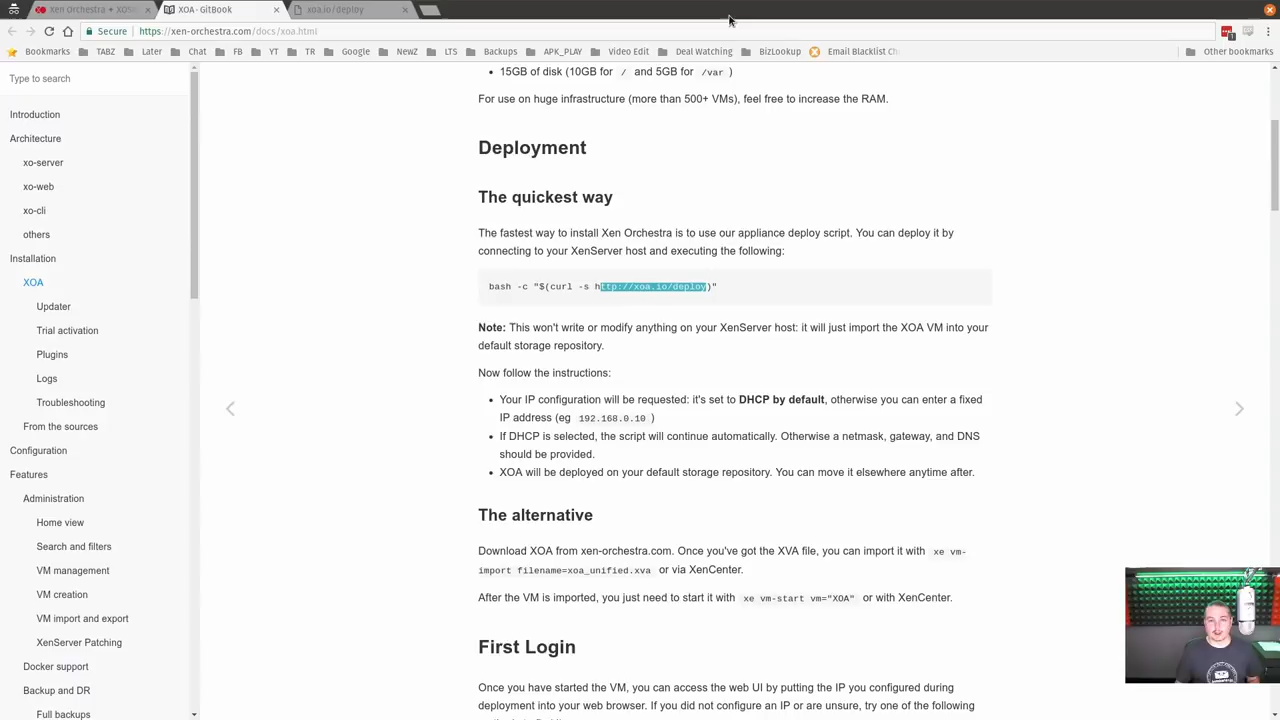 Xen Orchestra • XOS
XOA · GitBook
xoa.io/deploy
Secure
https://xen-orchestra.com/docs/xoa.html
Bookmarks
TABZ
Later
Chat
FB
YT
TR
Google
NewZ
LTS
Backups
APK_PLAY
Video Edit
Deal Watching
BizLookup
Email Blacklist Ch
Other bookmarks
Type to search
Introduction
Architecture
xo-server
xo-web
xo-cli
others
Installation
XOA
Updater
Trial activation
Plugins
Logs
Troubleshooting
From the sources
Configuration
Features
Administration
Home view
Search and filters
VM management
VM creation
VM import and export
XenServer Patching
Docker support
Backup and DR
Full backups
• 15GB of disk (10GB for / and 5GB for /var )
For use on huge infrastructure (more than 500+ VMs), feel free to increase the RAM.
Deployment
The quickest way
The fastest way to install Xen Orchestra is to use our appliance deploy script. You can deploy it by
connecting to your XenServer host and executing the following:
bash -c "$(curl -s http://xoa.io/deploy)"
Note: This won't write or modify anything on your XenServer host: it will just import the XOA VM into your
default storage repository.
Now follow the instructions:
• Your IP configuration will be requested: it's set to DHCP by default, otherwise you can enter a fixed
IP address (eg 192.168.0.10 )
• If DHCP is selected, the script will continue automatically. Otherwise a netmask, gateway, and DNS
should be provided.
• XOA will be deployed on your default storage repository. You can move it elsewhere anytime after.
The alternative
Download XOA from xen-orchestra.com. Once you've got the XVA file, you can import it with xe vm-
import filename=xoa_unified.xva or via XenCenter.
After the VM is imported, you just need to start it with xe vm-start vm="XOA" or with XenCenter.
First Login
Once you have started the VM, you can access the web UI by putting the IP you configured during
deployment into your web browser. If you did not configure an IP or are unsure, try one of the following